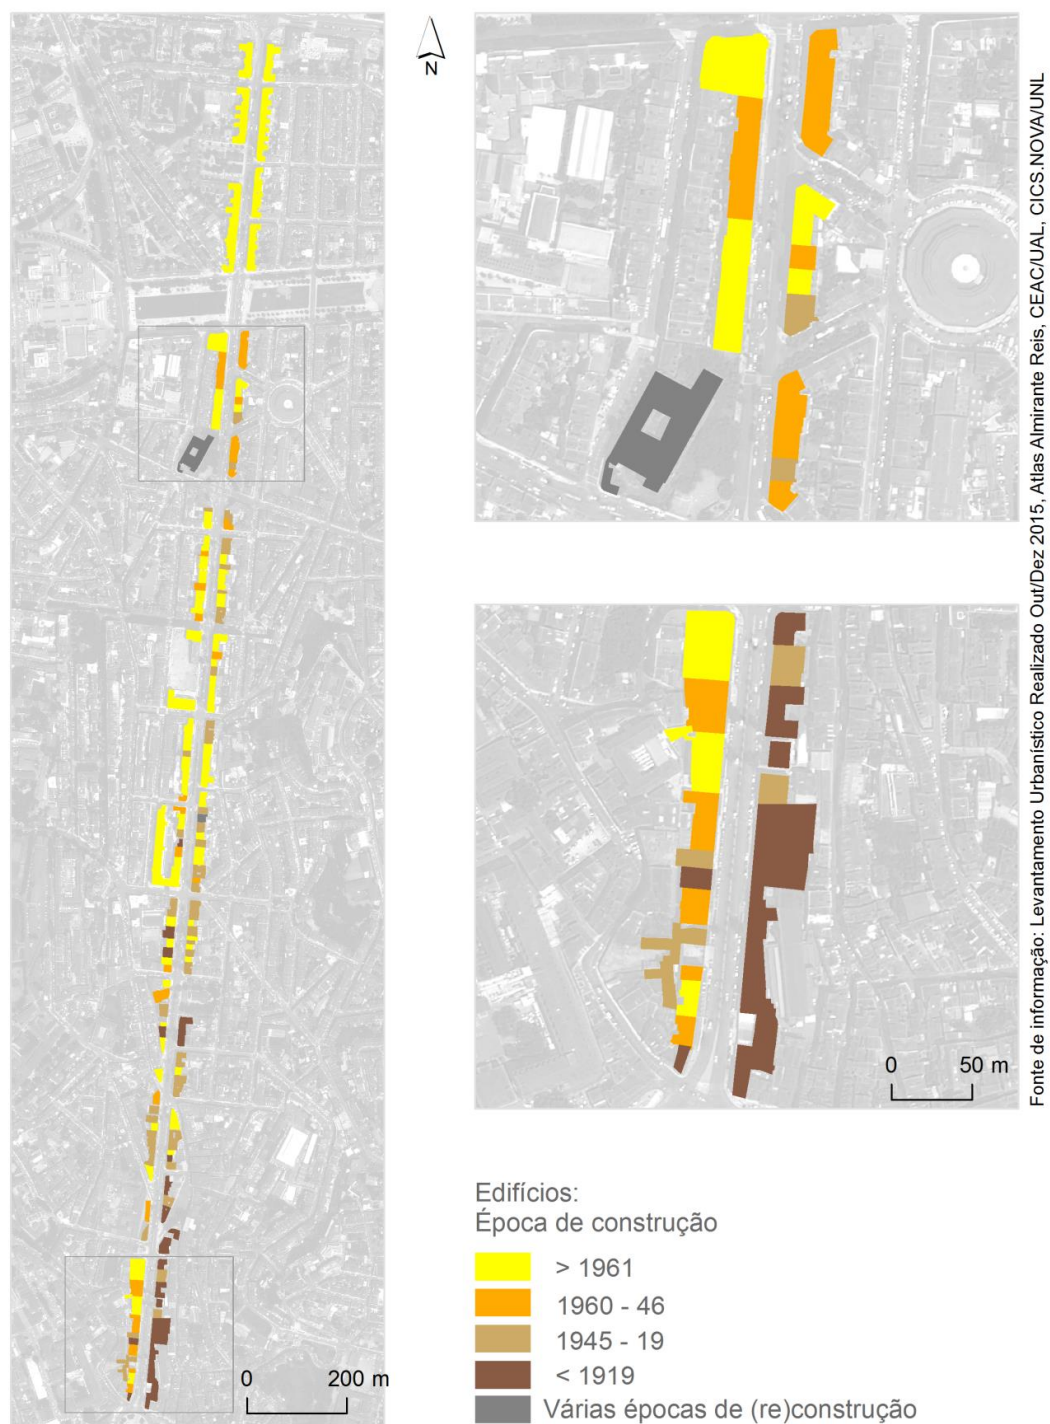 N
Fonte de informação: Levantamento Urbanístico Realizado Out/Dez 2015, Atlas Almirante Reis, CEAC/UAL, CICS.NOVA/UNL
0 50 m
Edifícios:
Época de construção
> 1961
1960 - 46
1945 - 19
< 1919
Várias épocas de (re)construção
0 200 m